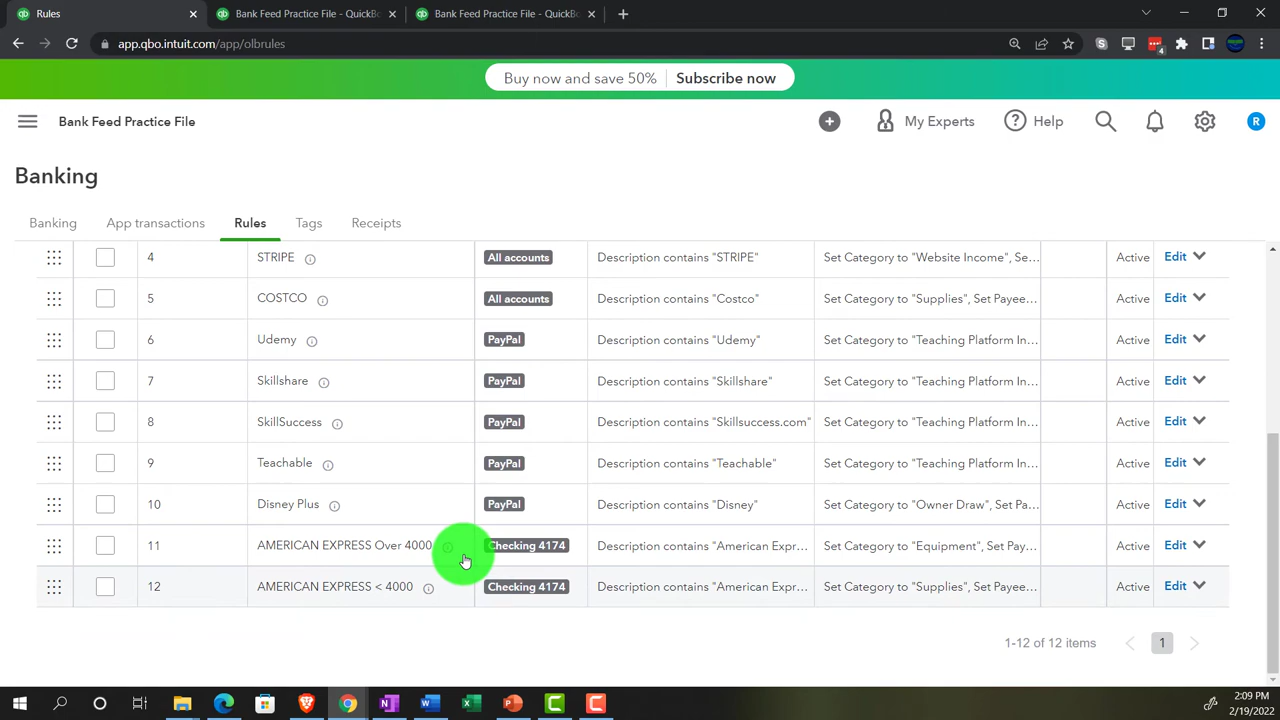 Rules
Bank Feed Practice File - QuickBo
Bank Feed Practice File - QuickBo
app.qbo.intuit.com/app/olbrules
4
Buy now and save 50% Subscribe now
Bank Feed Practice File
My Experts
Help
R
Banking
Banking App transactions Rules Tags Receipts
4 STRIPE All accounts Description contains "STRIPE" Set Category to "Website Income", Se... Active Edit
5 COSTCO All accounts Description contains "Costco" Set Category to "Supplies", Set Payee... Active Edit
6 Udemy PayPal Description contains "Udemy" Set Category to "Teaching Platform In... Active Edit
7 Skillshare PayPal Description contains "Skillshare" Set Category to "Teaching Platform In... Active Edit
8 SkillSuccess PayPal Description contains "Skillsuccess.com" Set Category to "Teaching Platform In... Active Edit
9 Teachable PayPal Description contains "Teachable" Set Category to "Teaching Platform In... Active Edit
10 Disney Plus PayPal Description contains "Disney" Set Category to "Owner Draw", Set Pa... Active Edit
11 AMERICAN EXPRESS Over 4000 Checking 4174 Description contains "American Expr... Set Category to "Equipment", Set Pay... Active Edit
12 AMERICAN EXPRESS < 4000 Checking 4174 Description contains "American Expr... Set Category to "Supplies", Set Payee... Active Edit
1-12 of 12 items 1
2:09 PM
2/19/2022